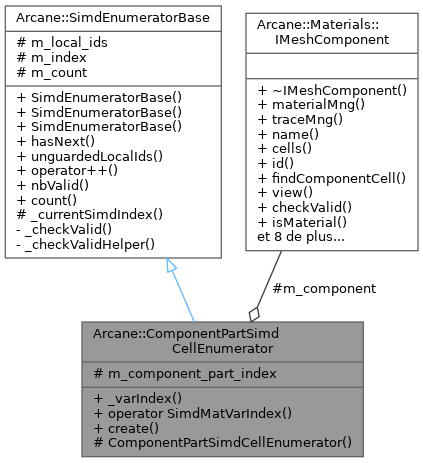 Arcane::SimdEnumeratorBase
# m_local_ids
# m_index
# m_count
+ SimdEnumeratorBase()
+ SimdEnumeratorBase()
+ SimdEnumeratorBase()
+ hasNext()
+ unguardedLocalIds()
+ operator++()
+ nbValid()
+ count()
# _currentSimdIndex()
- _checkValid()
- _checkValidHelper()
Arcane::Materials::
IMeshComponent
+ ~IMeshComponent()
+ materialMng()
+ traceMng()
+ name()
+ cells()
+ id()
+ findComponentCell()
+ view()
+ checkValid()
+ isMaterial()
et 8 de plus...
#m_component
Arcane::ComponentPartSimd
CellEnumerator
# m_component_part_index
+ _varIndex()
+ operator SimdMatVarIndex()
+ create()
# ComponentPartSimdCellEnumerator()